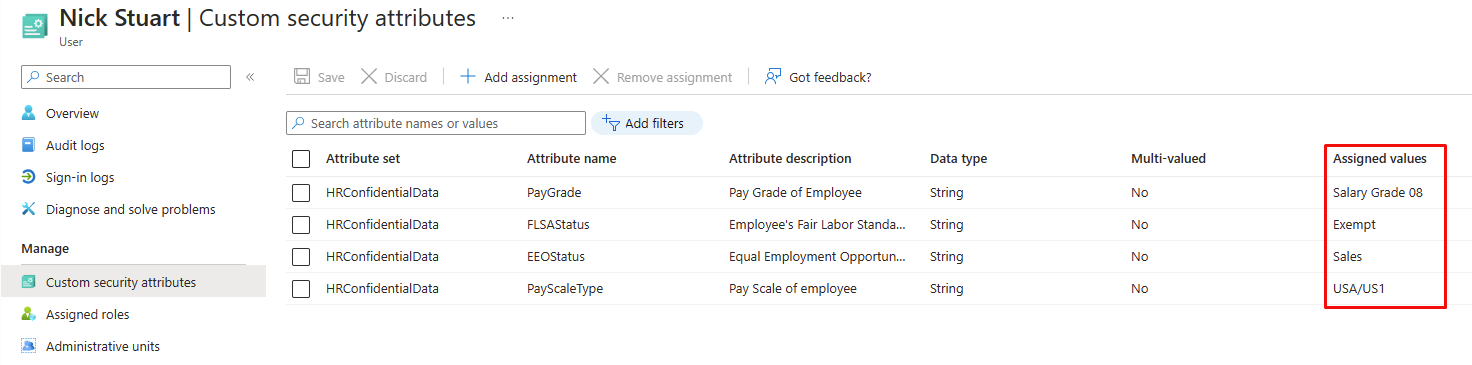 Nick Stuart | Custom security attributes ...
User
Search «
Overview
Audit logs
Sign-in logs
Diagnose and solve problems
Manage
Custom security attributes
Assigned roles
Administrative units
Save Discard Add assignment Remove assignment Got feedback?
Search attribute names or values Add filters
Attribute set Attribute name Attribute description Data type Multi-valued Assigned values
HRConfidentialData PayGrade Pay Grade of Employee String No Salary Grade 08
HRConfidentialData FLSAStatus Employee's Fair Labor Standa... String No Exempt
HRConfidentialData EEOStatus Equal Employment Opportun... String No Sales
HRConfidentialData PayScaleType Pay Scale of employee String No USA/US1